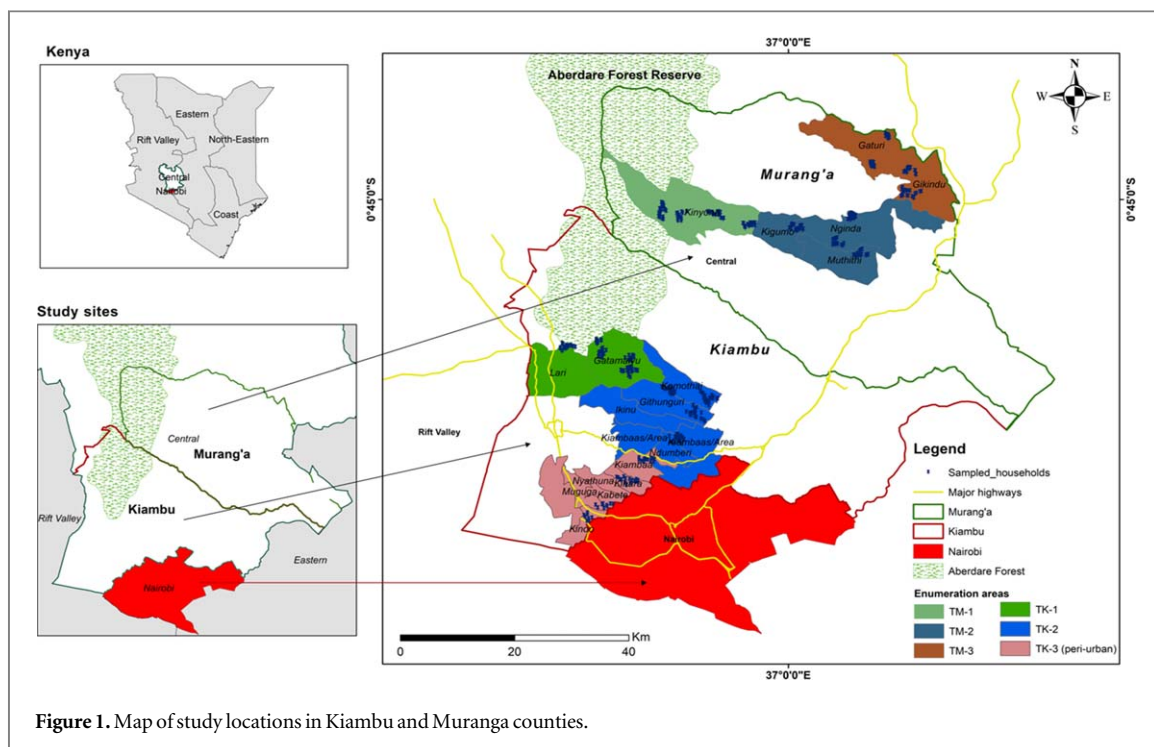 Kenya
Eastern
Rift Valley
North-Eastern
Central
Nairobi
Coast
Study sites
Central
Murang'a
Rift Valley
Kiambu
Eastern
Nairobi
37°0'0"E
Aberdare Forest Reserve
N
W E
S
Gaturi
Murang'a
Gikindu
0°45'0"S
0°45'0"S
Nginda
Kigumo
Muthithi
Central
Kiambu
Gatamaiyu
Lari
Komothai
Githunguri
Ikinu
Rift Valley
Kiambaas/Area
Kiambaas/Area
Ndumberi
Kiambaa
Nyathuna
Muguga
Kabete
Nairobi
Legend
Sampled_households
Major highways
Murang'a
Kiambu
Nairobi
Aberdare Forest
Enumeration areas
TM-1
TK-1
TM-2
TK-2
TM-3
TK-3 (peri-urban)
Km
0 20 40
37°0'0"E
Figure 1. Map of study locations in Kiambu and Muranga counties.